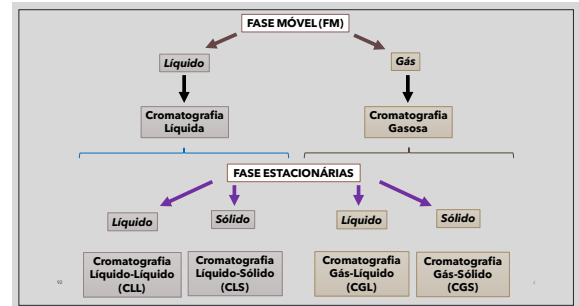 FASE MÓVEL (FM)
Líquido
Gás
Cromatografia
Líquida
Cromatografia
Gasosa
FASE ESTACIONÁRIAS
Líquido
Sólido
Líquido
Sólido
Cromatografia
Líquido-Líquido
(CLL)
Cromatografia
Líquido-Sólido
(CLS)
Cromatografia
Gás-Líquido
(CGL)
Cromatografia
Gás-Sólido
(CGS)
92